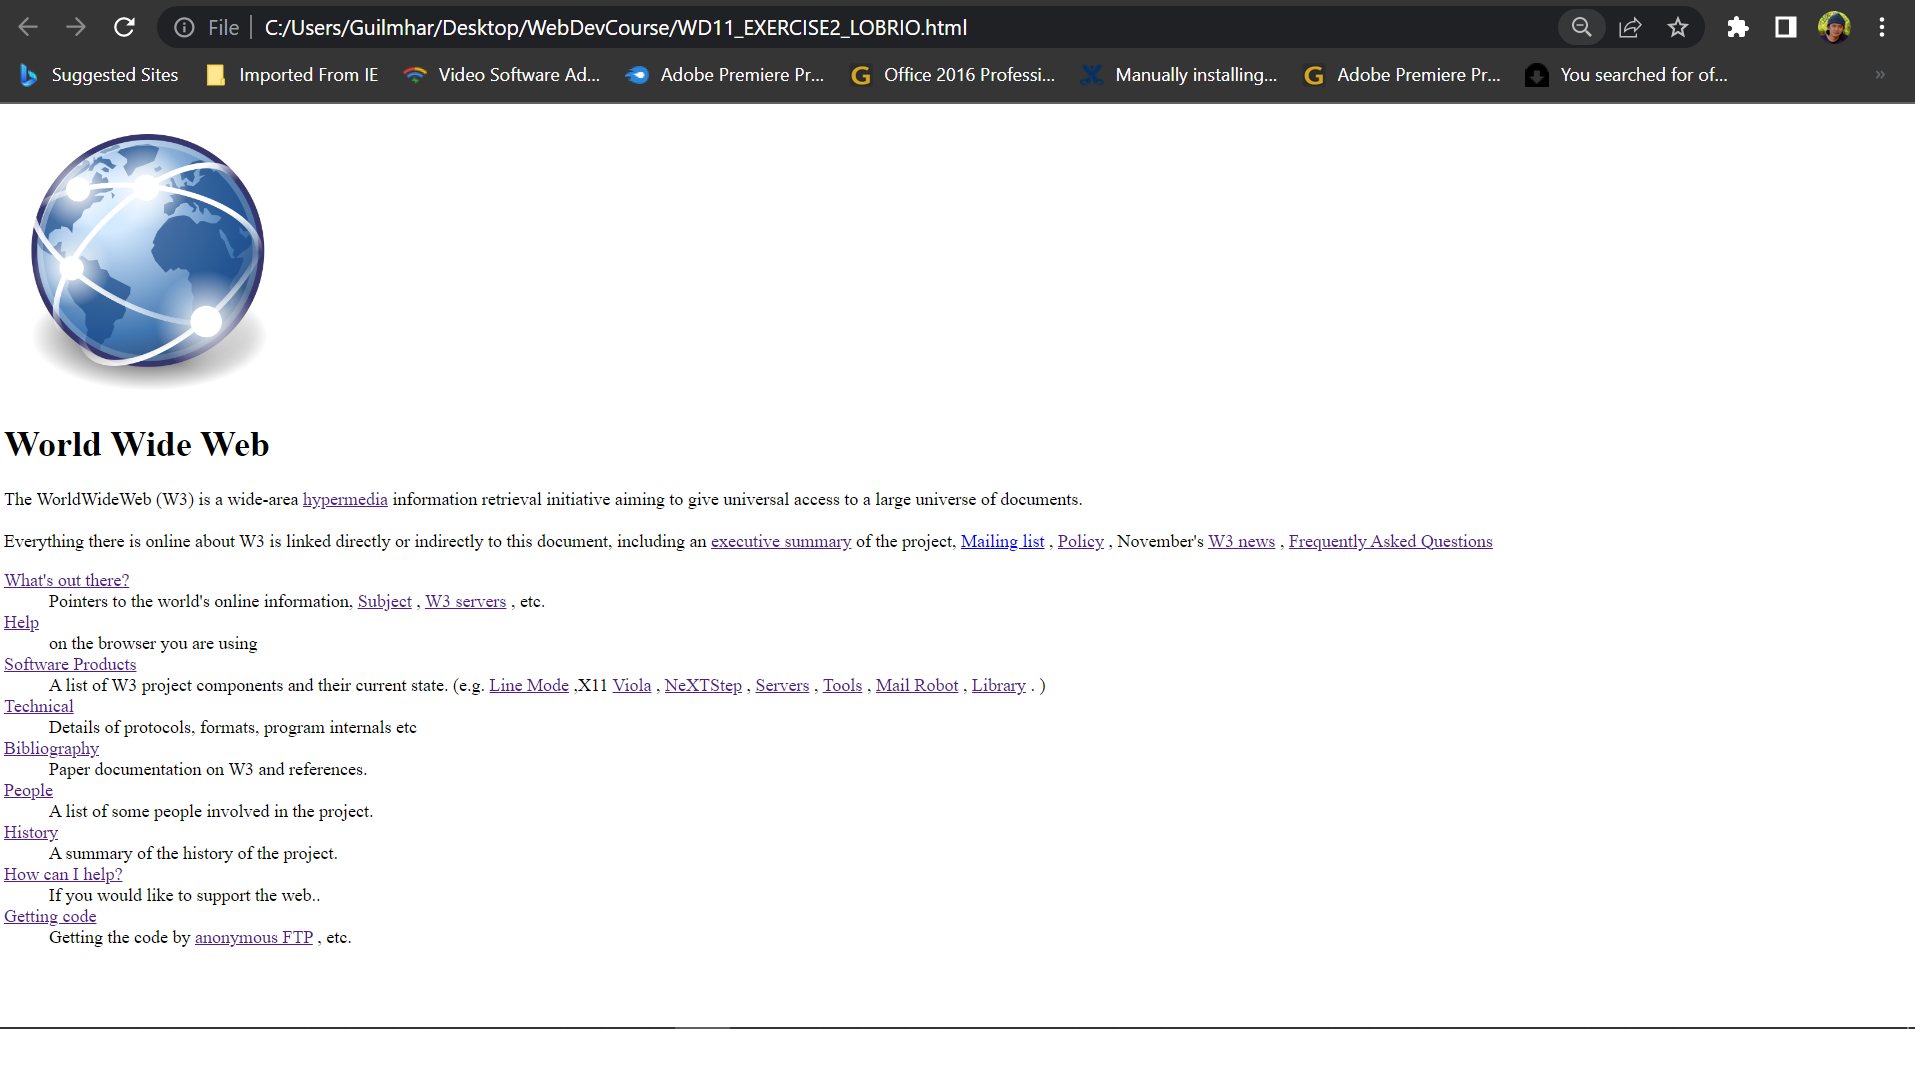 File C:/Users/Guilmhar/Desktop/WebDevCourse/WD11_EXERCISE2_LOBRIO.html
Suggested Sites Imported From IE Video Software Ad... Adobe Premiere Pr... Office 2016 Professi... Manually installing... Adobe Premiere Pr... You searched for of... »
World Wide Web
The WorldWideWeb (W3) is a wide-area hypermedia information retrieval initiative aiming to give universal access to a large universe of documents.
Everything there is online about W3 is linked directly or indirectly to this document, including an executive summary of the project, Mailing list , Policy , November's W3 news , Frequently Asked Questions
What's out there?
Pointers to the world's online information, Subject , W3 servers , etc.
Help
on the browser you are using
Software Products
A list of W3 project components and their current state. (e.g. Line Mode ,X11 Viola , NeXTStep , Servers , Tools , Mail Robot , Library . )
Technical
Details of protocols, formats, program internals etc
Bibliography
Paper documentation on W3 and references.
People
A list of some people involved in the project.
History
A summary of the history of the project.
How can I help?
If you would like to support the web..
Getting code
Getting the code by anonymous FTP , etc.